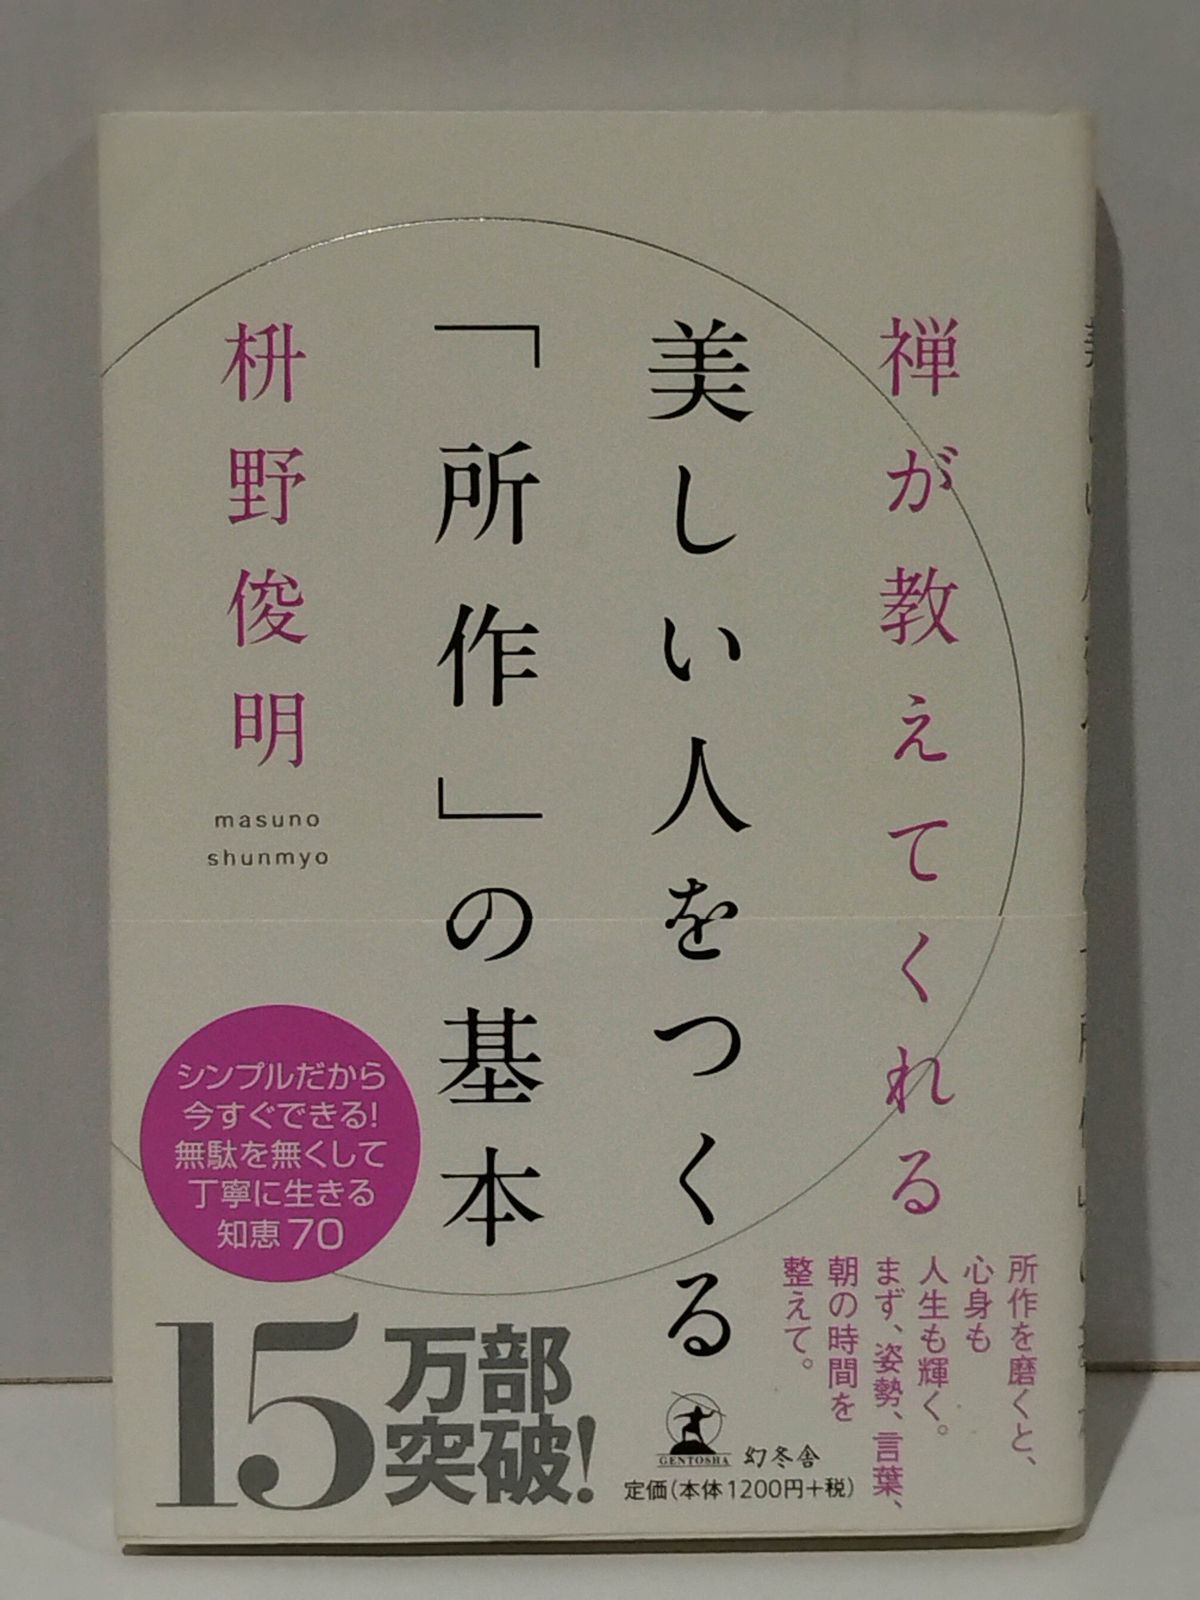 禅が教えてくれる
美しい人をつくる
「所作」の基本
枡野俊明
masuno
shunmyo
シンプルだから
今すぐできる!
無駄を無くして
丁寧に生きる
知恵70
所作を磨くと、
心身も
人生も輝く。
まず、姿勢、言葉、
朝の時間を
整えて。
15万部
突破!
GENTOSHA
幻冬舎
定価(本体1200円+税)